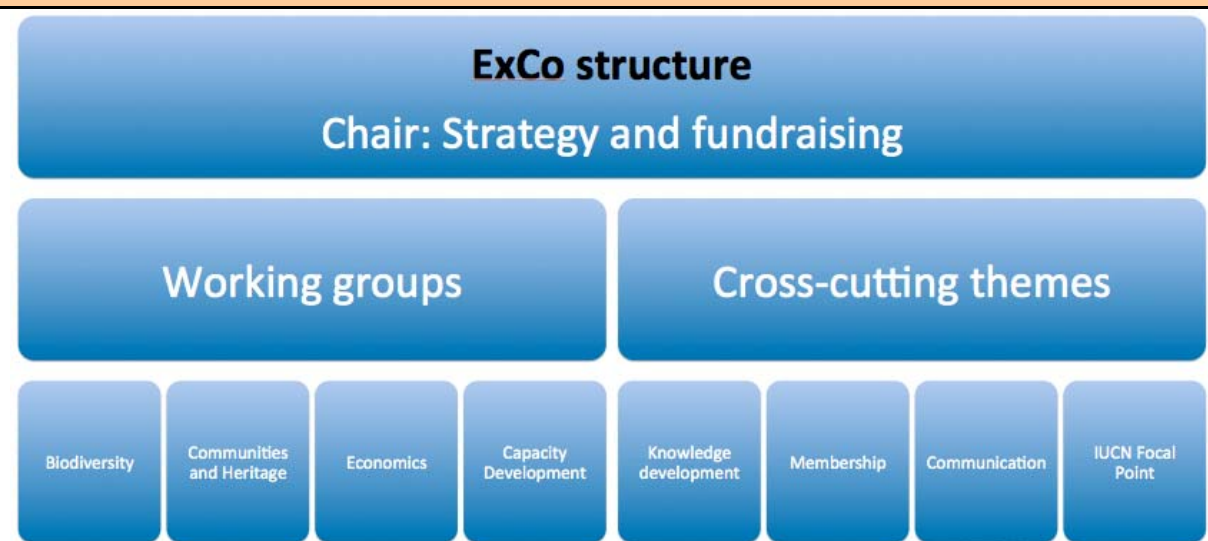 ExCo structure
Chair: Strategy and fundraising
Working groups
Cross-cutting themes
Biodiversity
Communities
and Heritage
Economics
Capacity
Development
Knowledge
development
Membership
Communication
IUCN Focal
Point